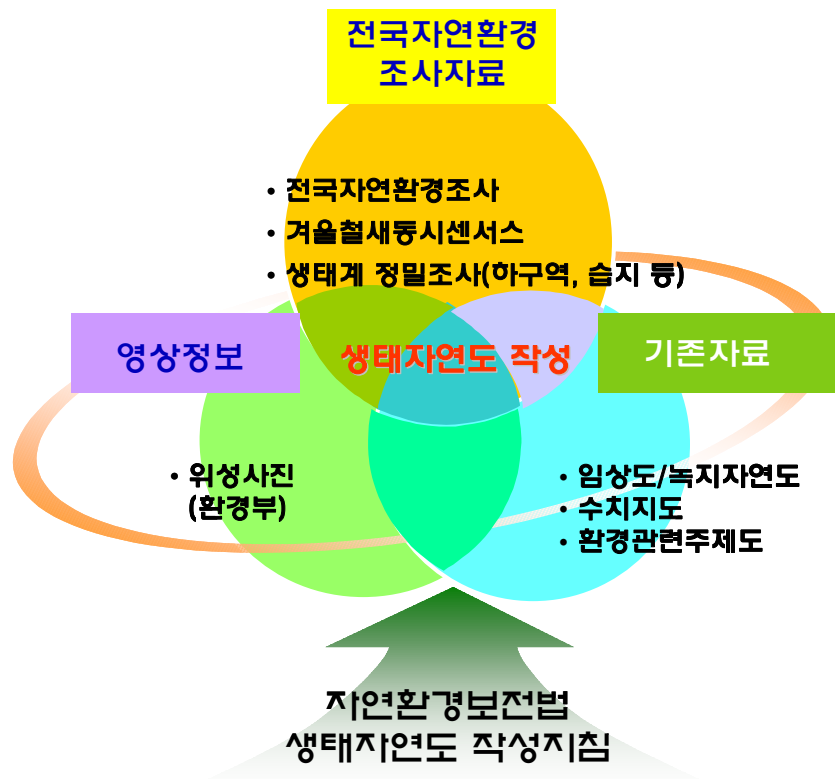 전국자연환경
조사자료
• 전국자연환경조사
• 겨울철새동시센서스
• 생태계 정밀조사(하구역, 습지 등)
영상정보
생태자연도 작성
기존자료
• 위성사진
(환경부)
• 임상도/녹지자연도
• 수치지도
• 환경관련주제도
자연환경보전법
생태자연도 작성지침